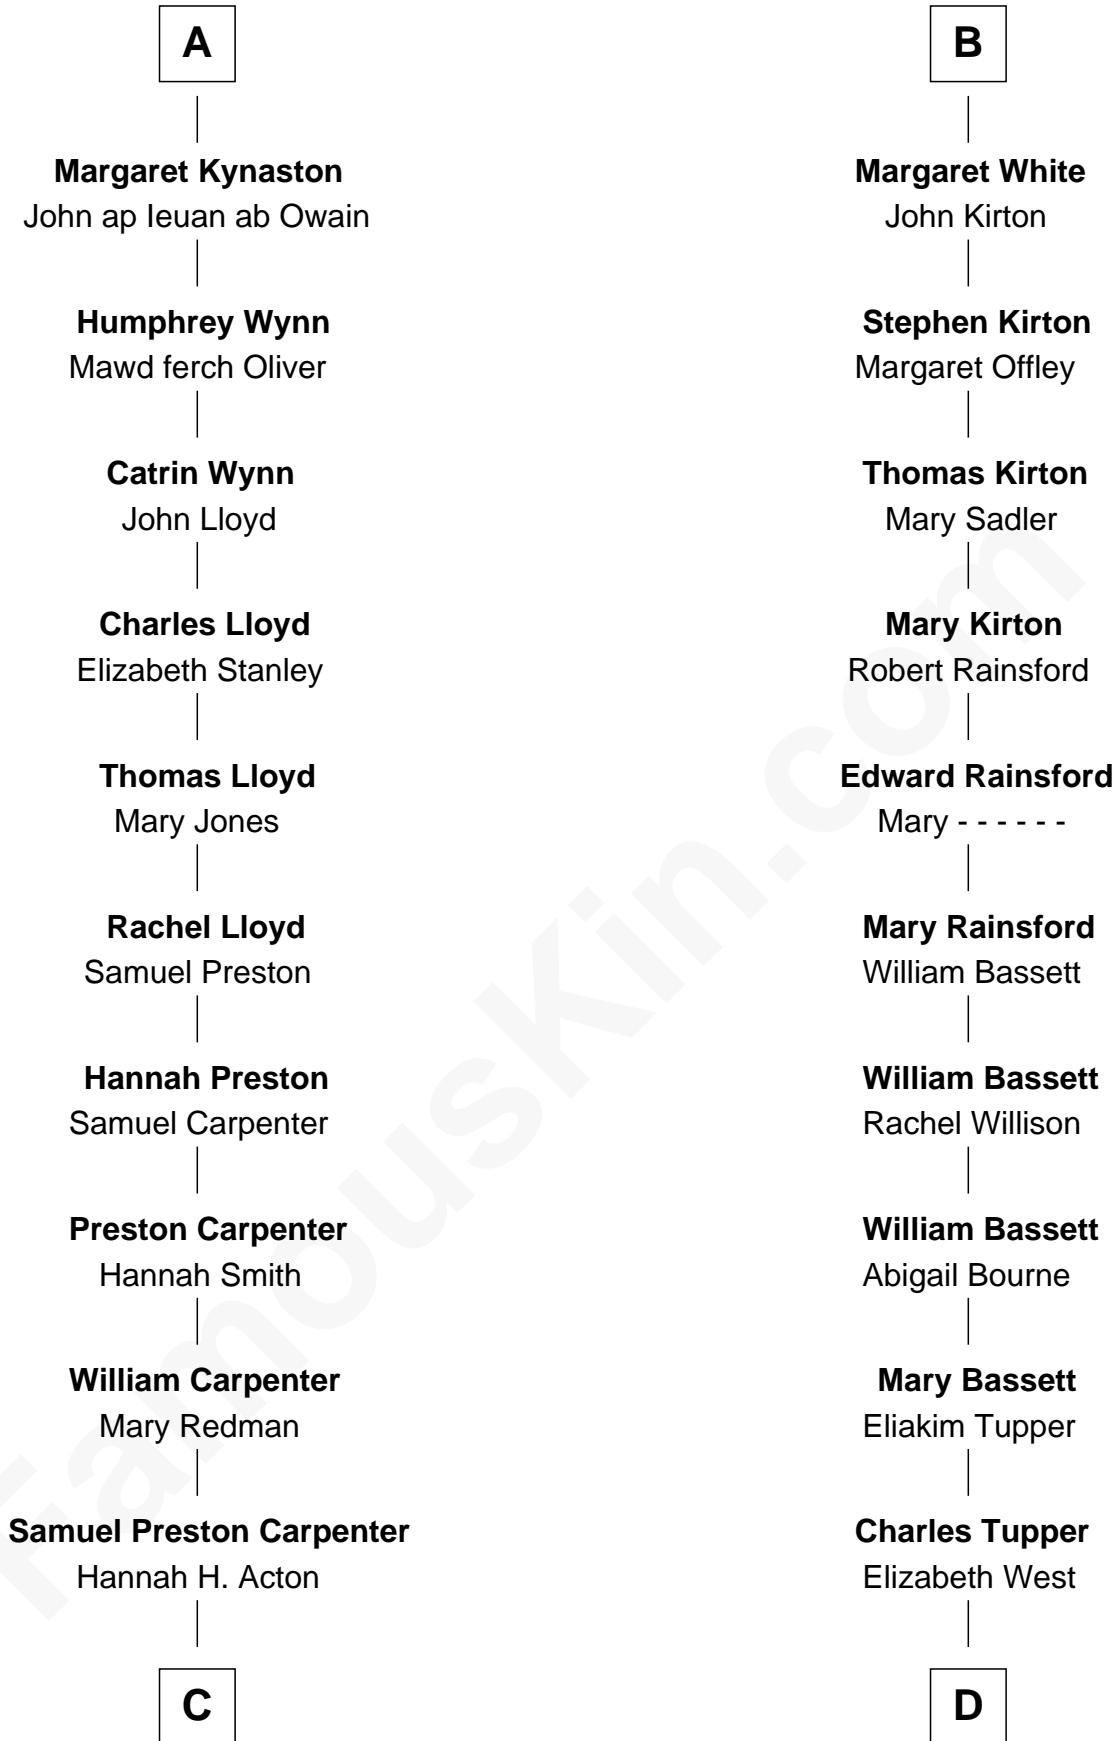 A
Margaret Kynaston
John ap Ieuan ab Owain
Humphrey Wynn
Mawd ferch Oliver
Catrin Wynn
John Lloyd
Charles Lloyd
Elizabeth Stanley
Thomas Lloyd
Mary Jones
Rachel Lloyd
Samuel Preston
Hannah Preston
Samuel Carpenter
Preston Carpenter
Hannah Smith
William Carpenter
Mary Redman
Samuel Preston Carpenter
Hannah H. Acton
C
B
Margaret White
John Kirton
Stephen Kirton
Margaret Offley
Thomas Kirton
Mary Sadler
Mary Kirton
Robert Rainsford
Edward Rainsford
Mary - - - - - -
Mary Rainsford
William Bassett
William Bassett
Rachel Willison
William Bassett
Abigail Bourne
Mary Bassett
Eliakim Tupper
Charles Tupper
Elizabeth West
D
FamousKin.com